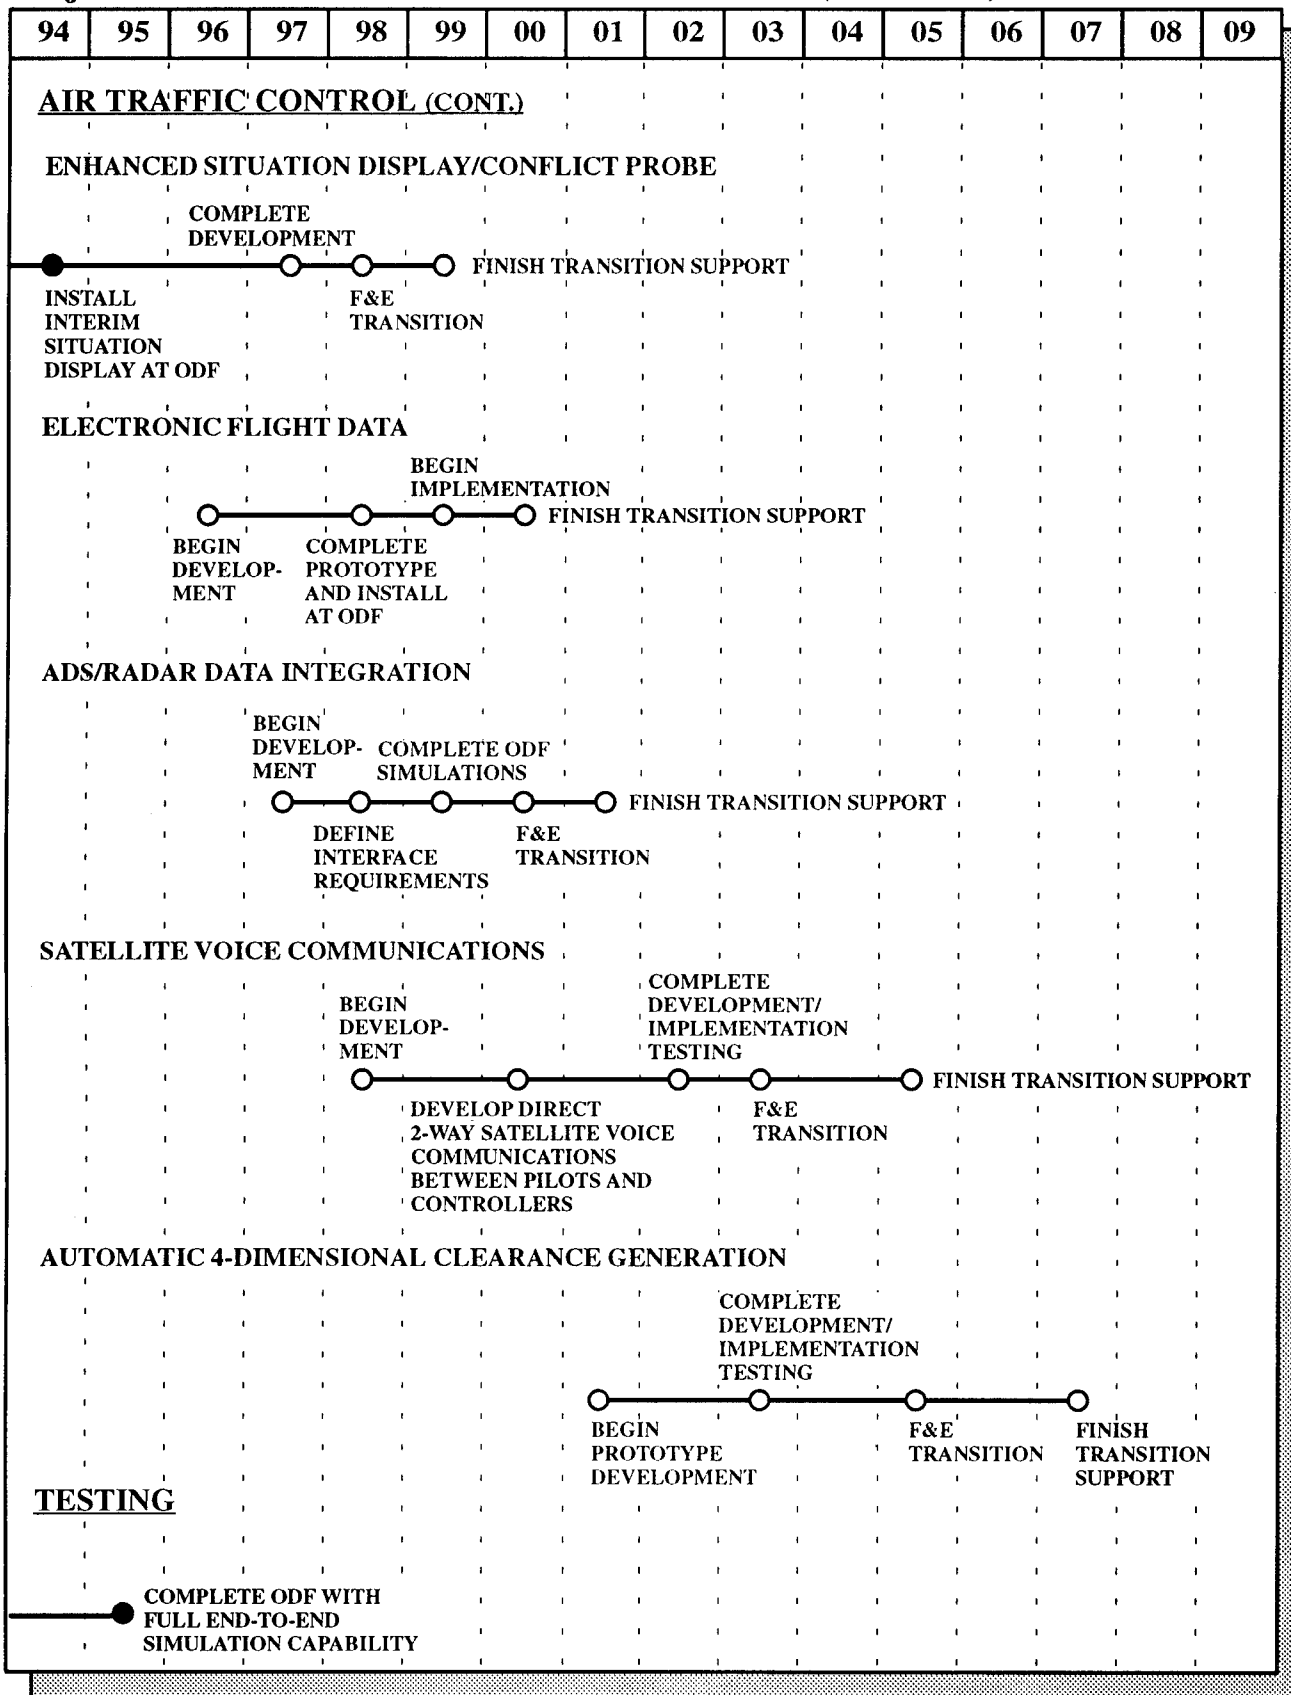 94 95 96 97 98 99 00 01 02 03 04 05 06 07 08 09
AIR TRAFFIC CONTROL (CONT.)
ENHANCED SITUATION DISPLAY/CONFLICT PROBE
COMPLETE
DEVELOPMENT
FINISH TRANSITION SUPPORT
INSTALL
INTERIM
SITUATION
DISPLAY AT ODF
F&E
TRANSITION
ELECTRONIC FLIGHT DATA
BEGIN
IMPLEMENTATION
FINISH TRANSITION SUPPORT
BEGIN
DEVELOP-
MENT
COMPLETE
PROTOTYPE
AND INSTALL
AT ODF
ADS/RADAR DATA INTEGRATION
BEGIN
DEVELOP-
MENT
COMPLETE ODF
SIMULATIONS
FINISH TRANSITION SUPPORT
DEFINE
INTERFACE
REQUIREMENTS
F&E
TRANSITION
SATELLITE VOICE COMMUNICATIONS
BEGIN
DEVELOP-
MENT
COMPLETE
DEVELOPMENT/
IMPLEMENTATION
TESTING
FINISH TRANSITION SUPPORT
DEVELOP DIRECT
2-WAY SATELLITE VOICE
COMMUNICATIONS
BETWEEN PILOTS AND
CONTROLLERS
F&E
TRANSITION
AUTOMATIC 4-DIMENSIONAL CLEARANCE GENERATION
COMPLETE
DEVELOPMENT/
IMPLEMENTATION
TESTING
BEGIN
PROTOTYPE
DEVELOPMENT
F&E
TRANSITION
FINISH
TRANSITION
SUPPORT
TESTING
COMPLETE ODF WITH
FULL END-TO-END
SIMULATION CAPABILITY